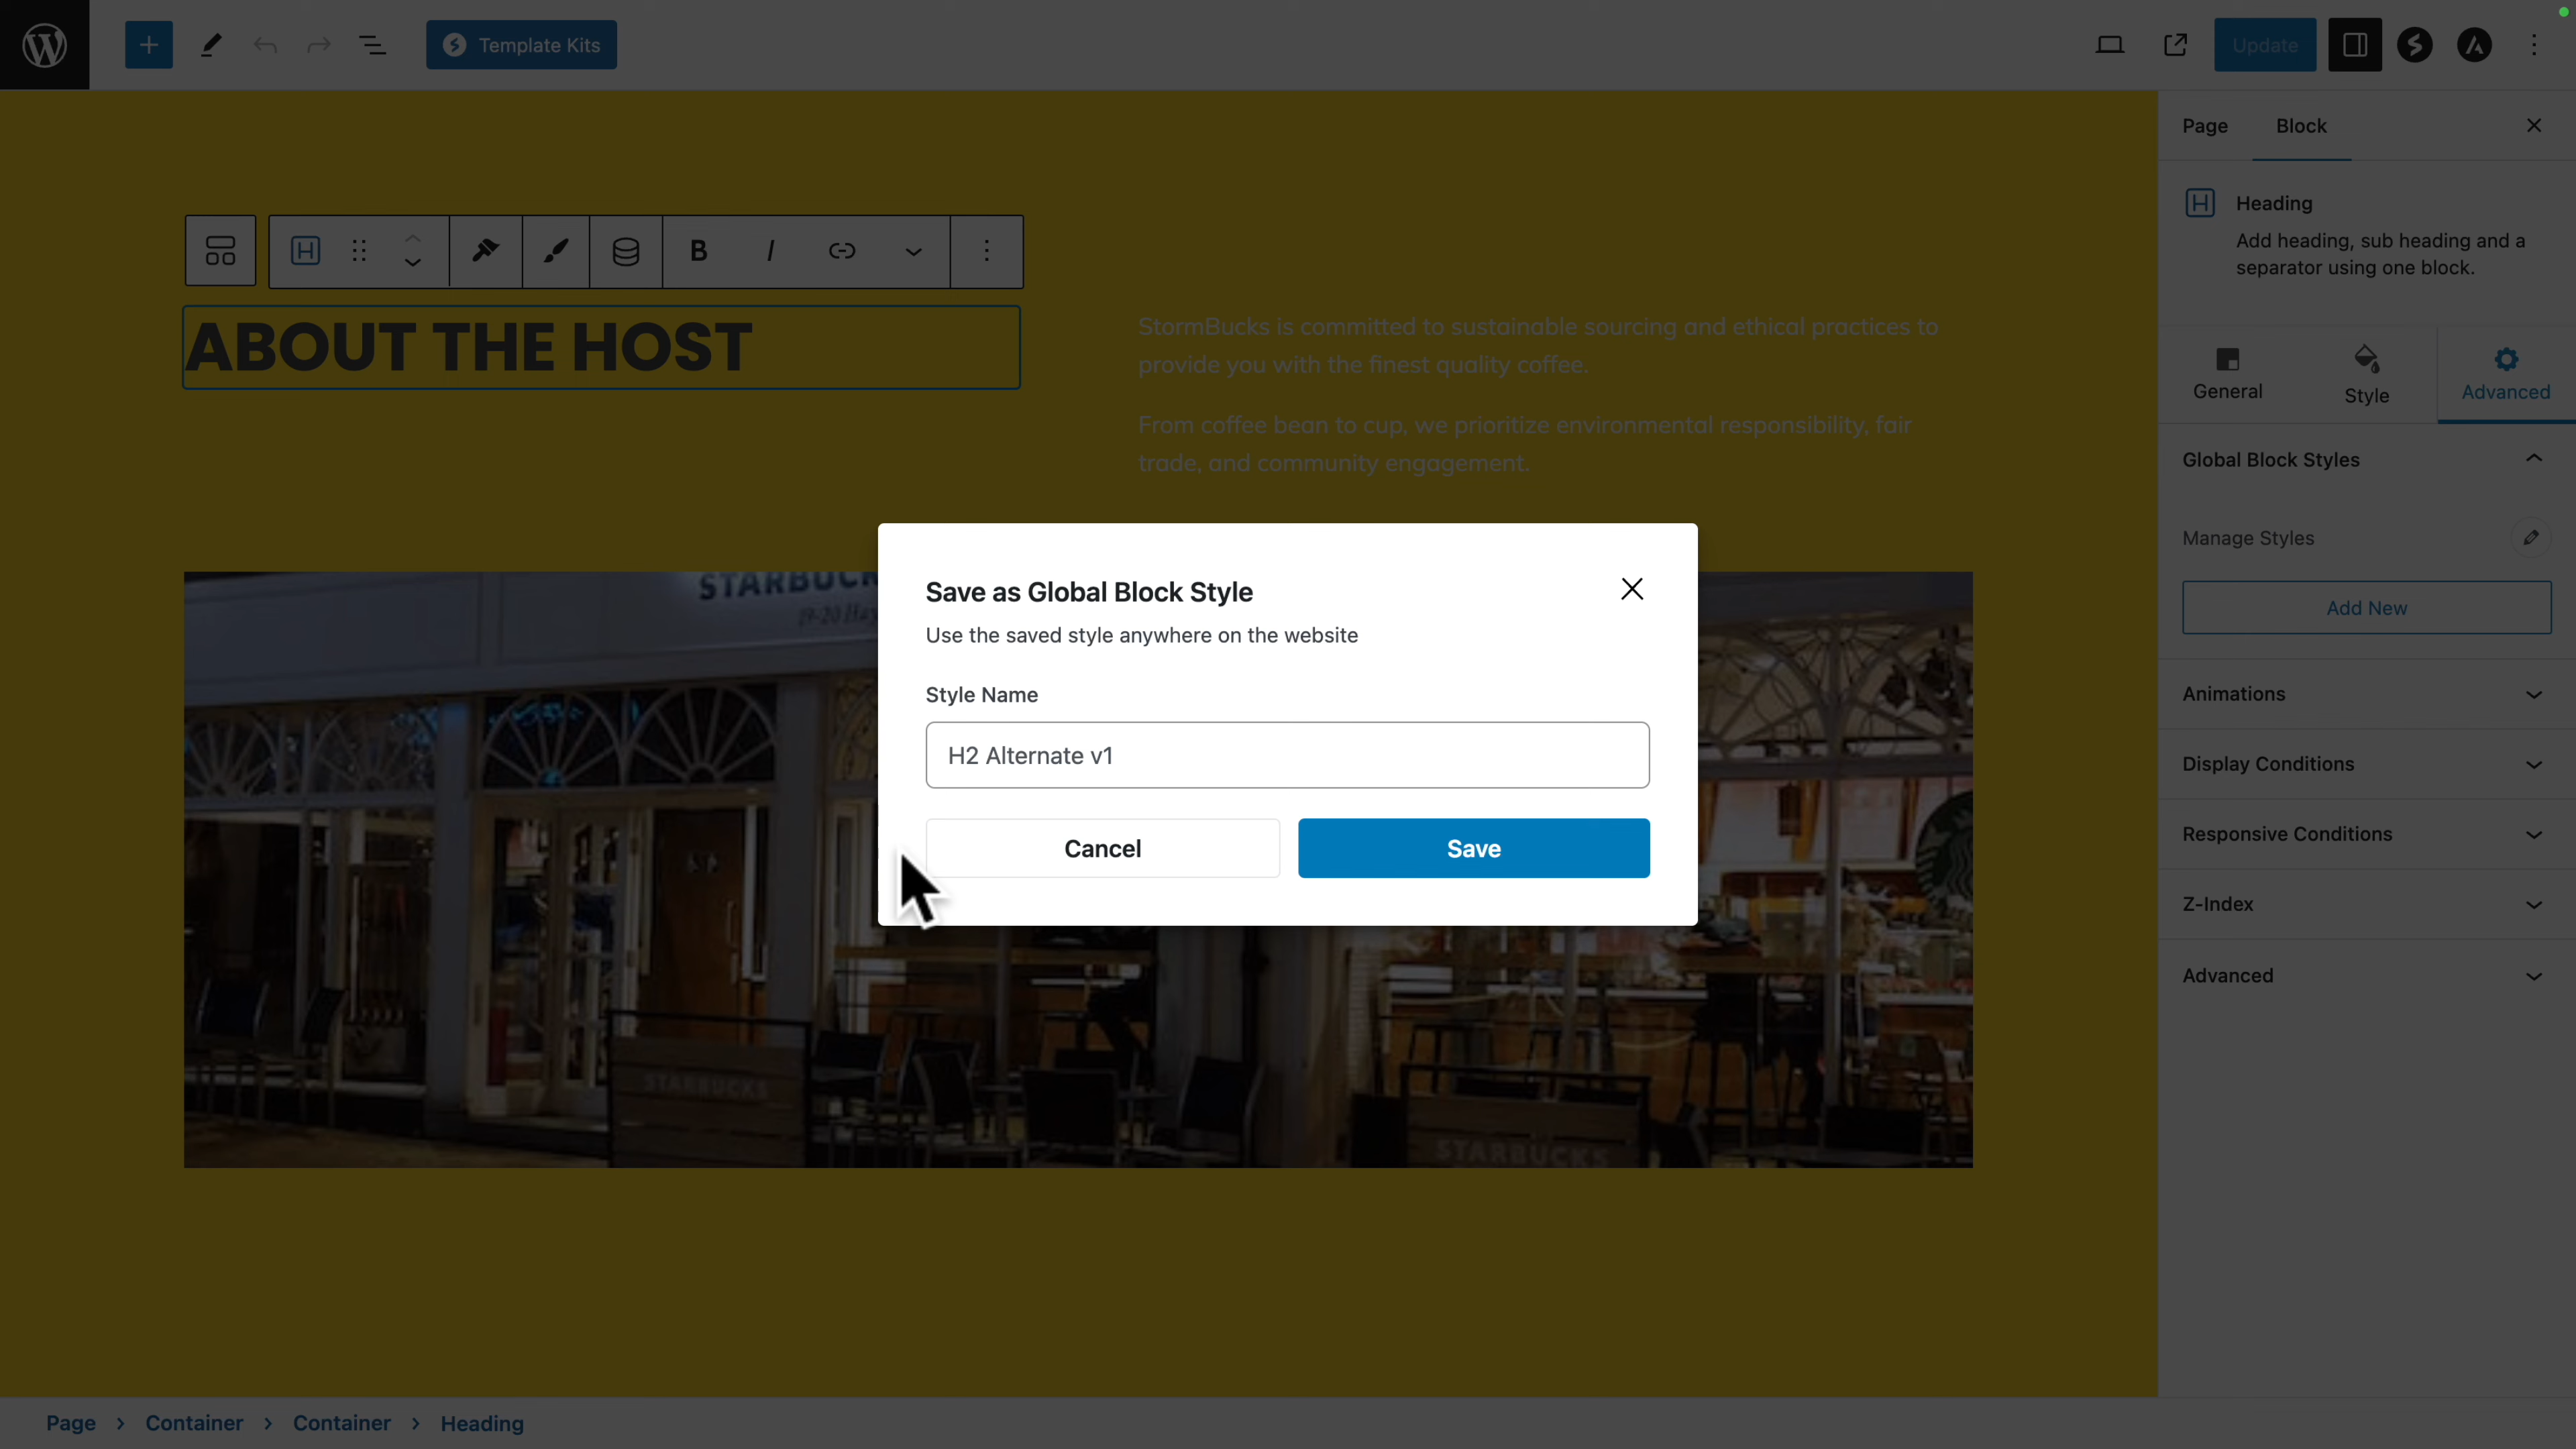 Template Kits
Update
Page Block
Heading
Add heading, sub heading and a
separator using one block.
General Style Advanced
Global Block Styles
Manage Styles
Add New
Animations
Display Conditions
Responsive Conditions
Z-Index
Advanced
B I
ABOUT THE HOST
StormBucks is committed to sustainable sourcing and ethical practices to
provide you with the finest quality coffee.
From coffee bean to cup, we prioritize environmental responsibility, fair
trade, and community engagement.
Save as Global Block Style
Use the saved style anywhere on the website
Style Name
H2 Alternate v1
Cancel Save
STARBUCKS
STARBUCKS
Page > Container > Container > Heading